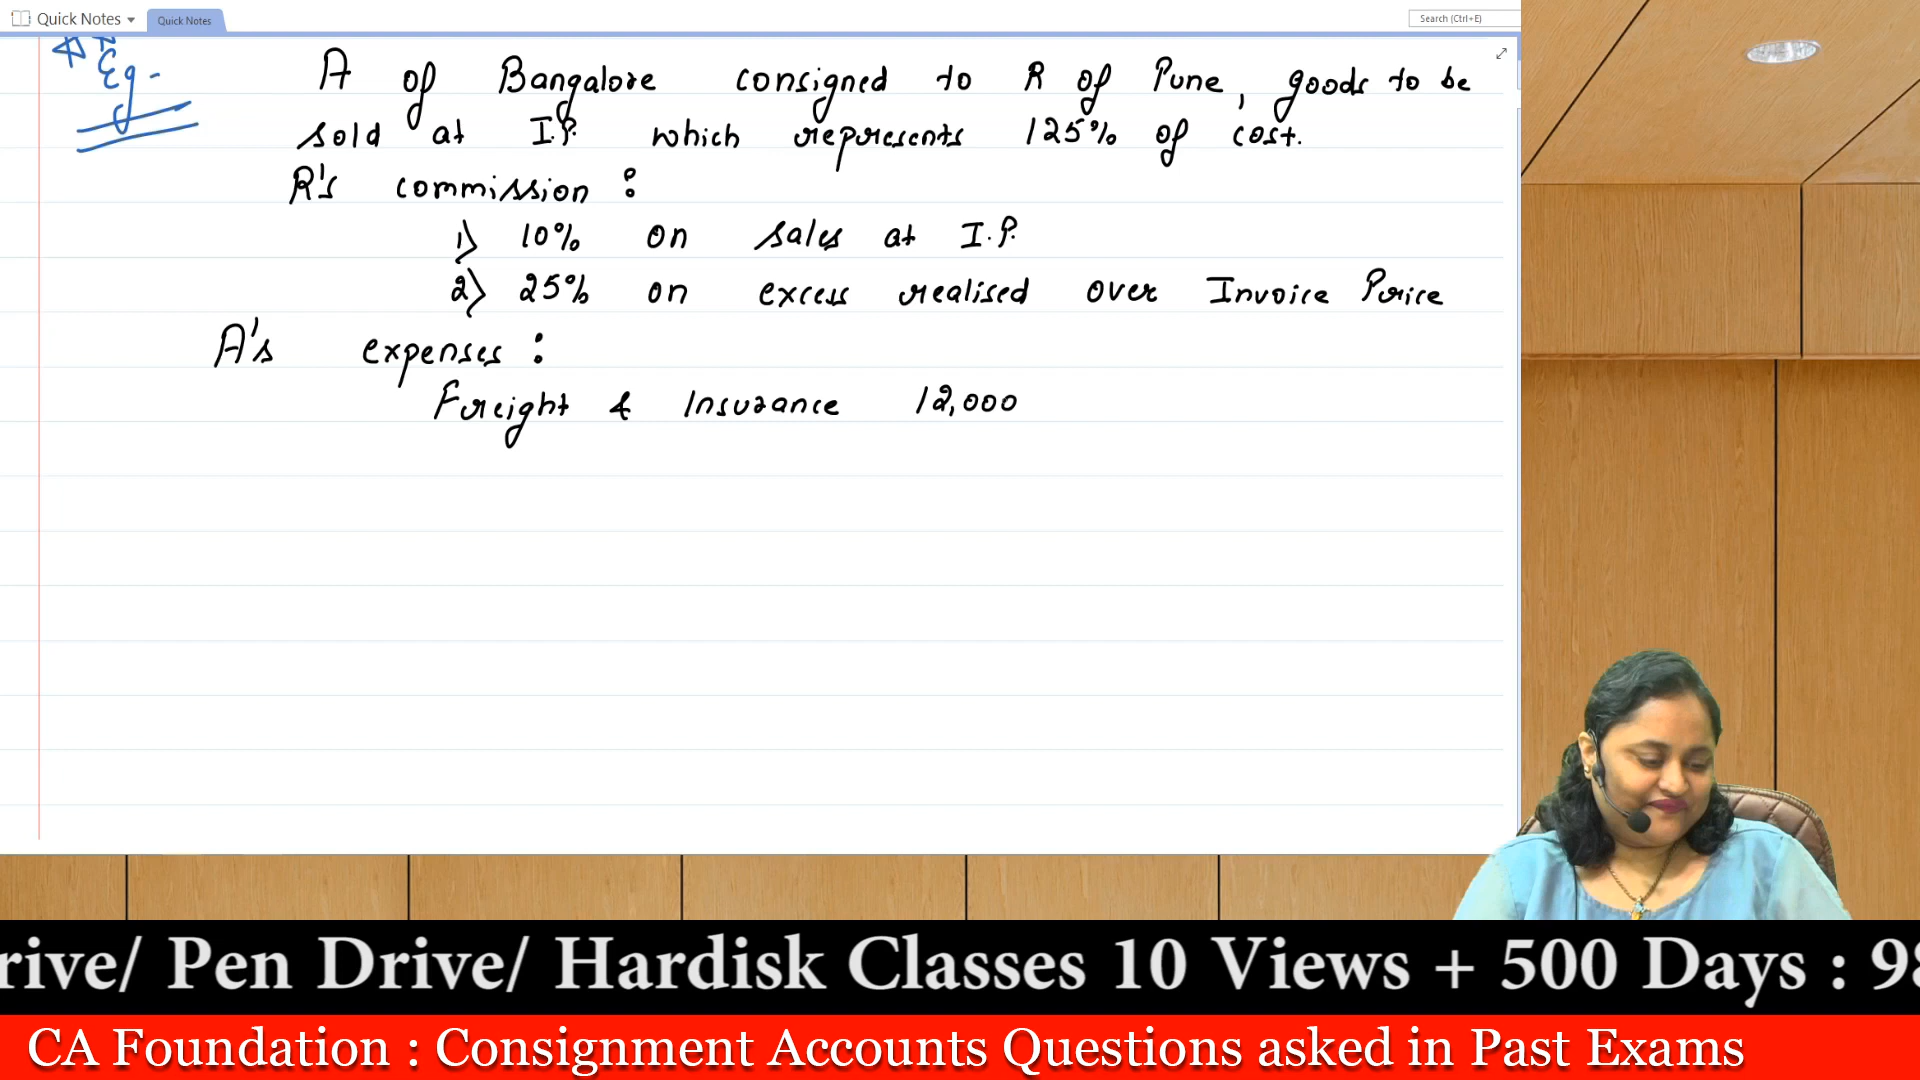 Quick Notes
Quick Notes
Search (Ctrl+E)
Eg -
A of Bangalore consigned to R of Pune, goods to be
sold at I.P. which represents 125% of cost.
R's commission :
1) 10% on sales at I.P.
2) 25% on excess realised over Invoice Price
A's expenses :
Freight & Insurance 12,000
rive/ Pen Drive/ Hardisk Classes 10 Views + 500 Days : 98
CA Foundation : Consignment Accounts Questions asked in Past Exams